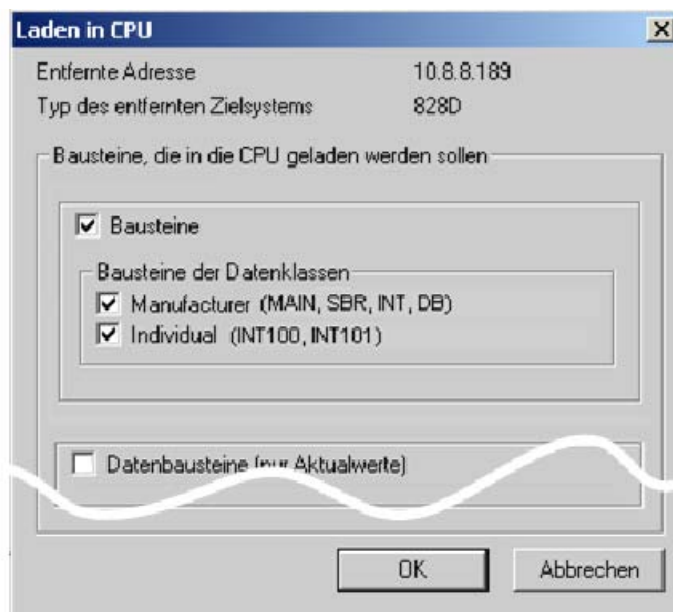 Laden in CPU
Entfernte Adresse 10.8.8.189
Typ des entfernten Zielsystems 828D
Bausteine, die in die CPU geladen werden sollen
Bausteine
Bausteine der Datenklassen
Manufacturer (MAIN, SBR, INT, DB)
Individual (INT100, INT101)
Datenbausteine (nur Aktualwerte)
OK Abbrechen